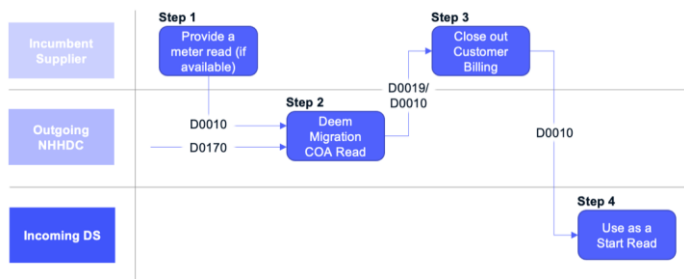 Step 1
Step 3
Incumbent
Supplier
Provide a
meter read (if
available)
Close out
Customer
Billing
D0019/
D0010
Step 2
Outgoing
NHHDC
D0010
D0170
Deem
Migration
COA Read
D0010
Step 4
Incoming DS
Use as a
Start Read